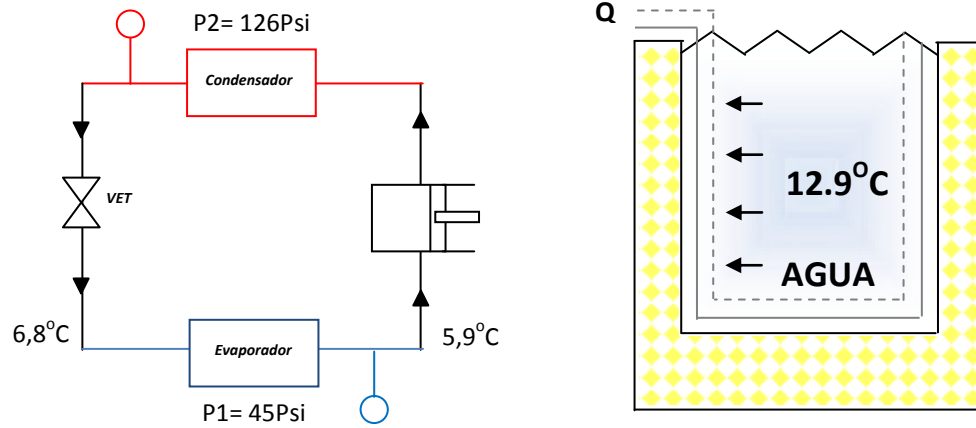 P2= 126Psi
Condensador
VET
6,8°C
Evaporador
5,9°C
P1= 45Psi
Q
12.9°C
AGUA